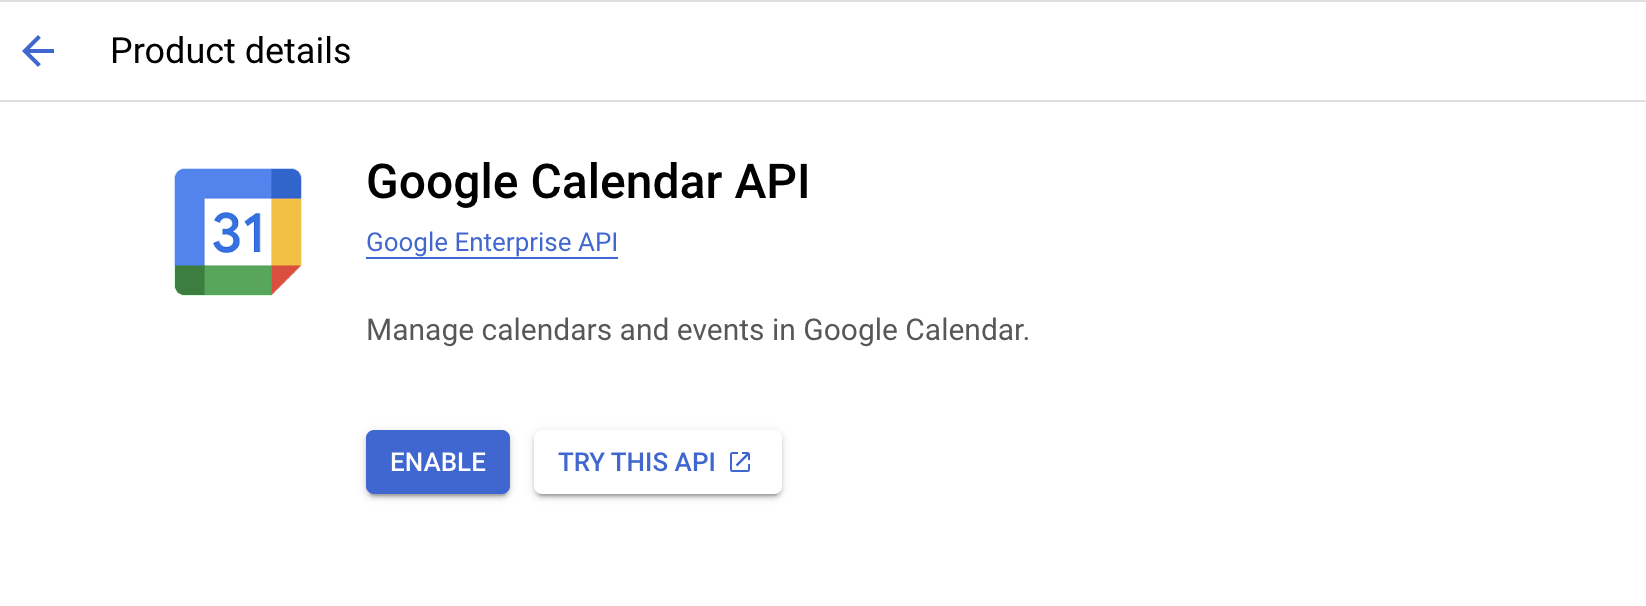 Product details
31
Google Calendar API
Google Enterprise API
Manage calendars and events in Google Calendar.
ENABLE
TRY THIS API